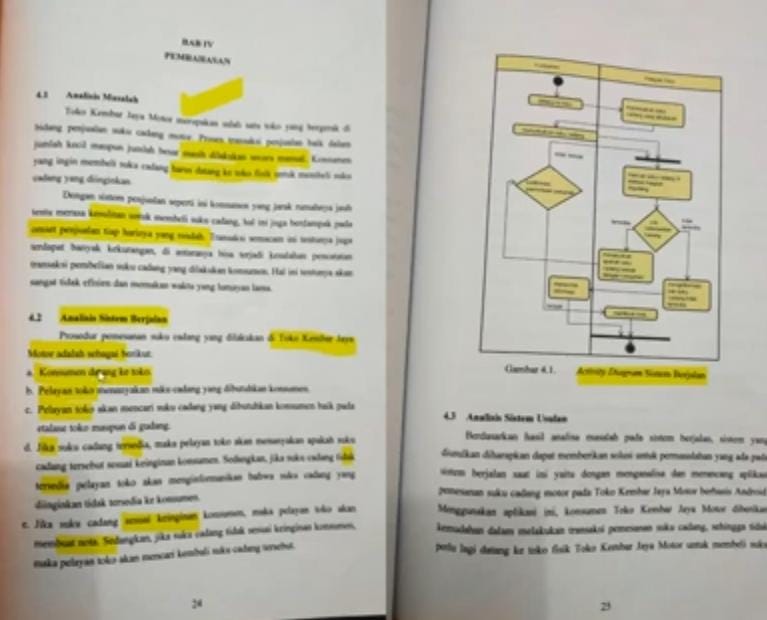 BAB IV
PEMBAHASAN
4.1 Analisis Masalah
Toko Kembar Jaya Motor merupakan salah satu toko yang bergerak di
bidang penjualan suku cadang motor. Proses transaksi penjualan baik dalam
jumlah kecil maupun jumlah besar masih dilakukan secara manual. Konsumen
yang ingin membeli suku cadang harus datang ke toko fisik untuk membeli suku
cadang yang diinginkan.
Dengan sistem penjualan seperti ini konsumen yang jarak rumahnya jauh
tentu merasa kesulitan untuk membeli suku cadang, hal ini juga berdampak pada
omset penjualan tiap harinya yang rendah. Transaksi semacam ini tentunya juga
terdapat banyak kekurangan, di antaranya bisa terjadi kesalahan pencatatan
transaksi pembelian suku cadang yang dilakukan konsumen. Hal ini tentunya akan
sangat tidak efisien dan memakan waktu yang lumayan lama.
4.2 Analisis Sistem Berjalan
Prosedur pemesanan suku cadang yang dilakukan di Toko Kembar Jaya
Motor adalah sebagai berikut:
a. Konsumen datang ke toko.
b. Pelayan toko menanyakan suku cadang yang dibutuhkan konsumen.
c. Pelayan toko akan mencari suku cadang yang dibutuhkan konsumen baik pada
etalase toko maupun di gudang.
d. Jika suku cadang tersedia, maka pelayan toko akan menanyakan apakah suku
cadang tersebut sesuai keinginan konsumen. Sedangkan, jika suku cadang tidak
tersedia pelayan toko akan menginformasikan bahwa suku cadang yang
diinginkan tidak tersedia ke konsumen.
e. Jika suku cadang sesuai keinginan konsumen, maka pelayan toko akan
membuat nota. Sedangkan, jika suku cadang tidak sesuai keinginan konsumen,
maka pelayan toko akan mencari kembali suku cadang tersebut.
24
Gambar 4.1. Activity Diagram Sistem Berjalan
4.3 Analisis Sistem Usulan
Berdasarkan hasil analisa masalah pada sistem berjalan, sistem yang
diusulkan diharapkan dapat memberikan solusi untuk permasalahan yang ada pada
sistem berjalan saat ini yaitu dengan menganalisa dan merancang aplikasi
pemesanan suku cadang motor pada Toko Kembar Jaya Motor berbasis Android.
Menggunakan aplikasi ini, konsumen Toko Kembar Jaya Motor diberikan
kemudahan dalam melakukan transaksi pemesanan suku cadang, sehingga tidak
perlu lagi datang ke toko fisik Toko Kembar Jaya Motor untuk membeli suku
25